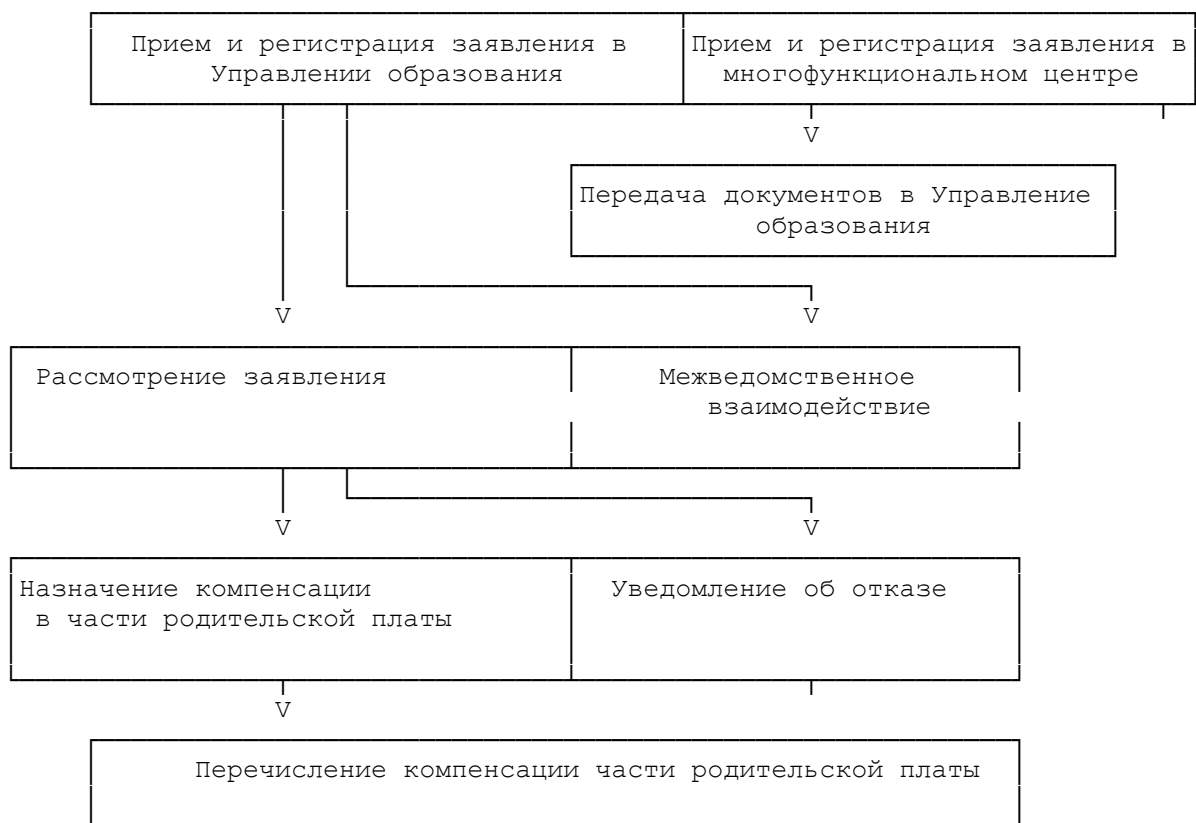 Прием и регистрация заявления в
Управлении образования
Прием и регистрация заявления в
многофункциональном центре
V
Передача документов в Управление
образования
V
V
Рассмотрение заявления
Межведомственное
взаимодействие
V
V
Назначение компенсации
в части родительской платы
Уведомление об отказе
V
Перечисление компенсации части родительской платы